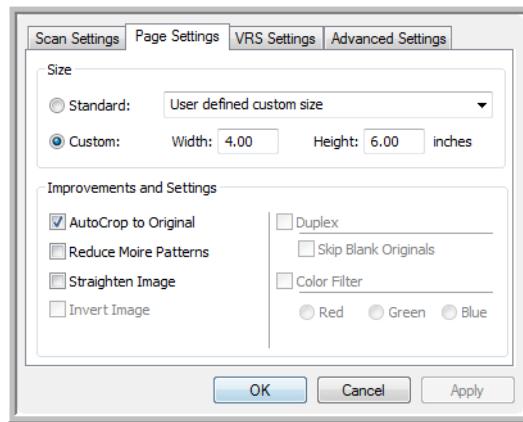 Scan Settings Page Settings VRS Settings Advanced Settings
Size
Standard: User defined custom size
Custom: Width: 4.00 Height: 6.00 inches
Improvements and Settings
AutoCrop to Original Duplex
Reduce Moire Patterns Skip Blank Originals
Straighten Image Color Filter
Invert Image Red Green Blue
OK Cancel Apply